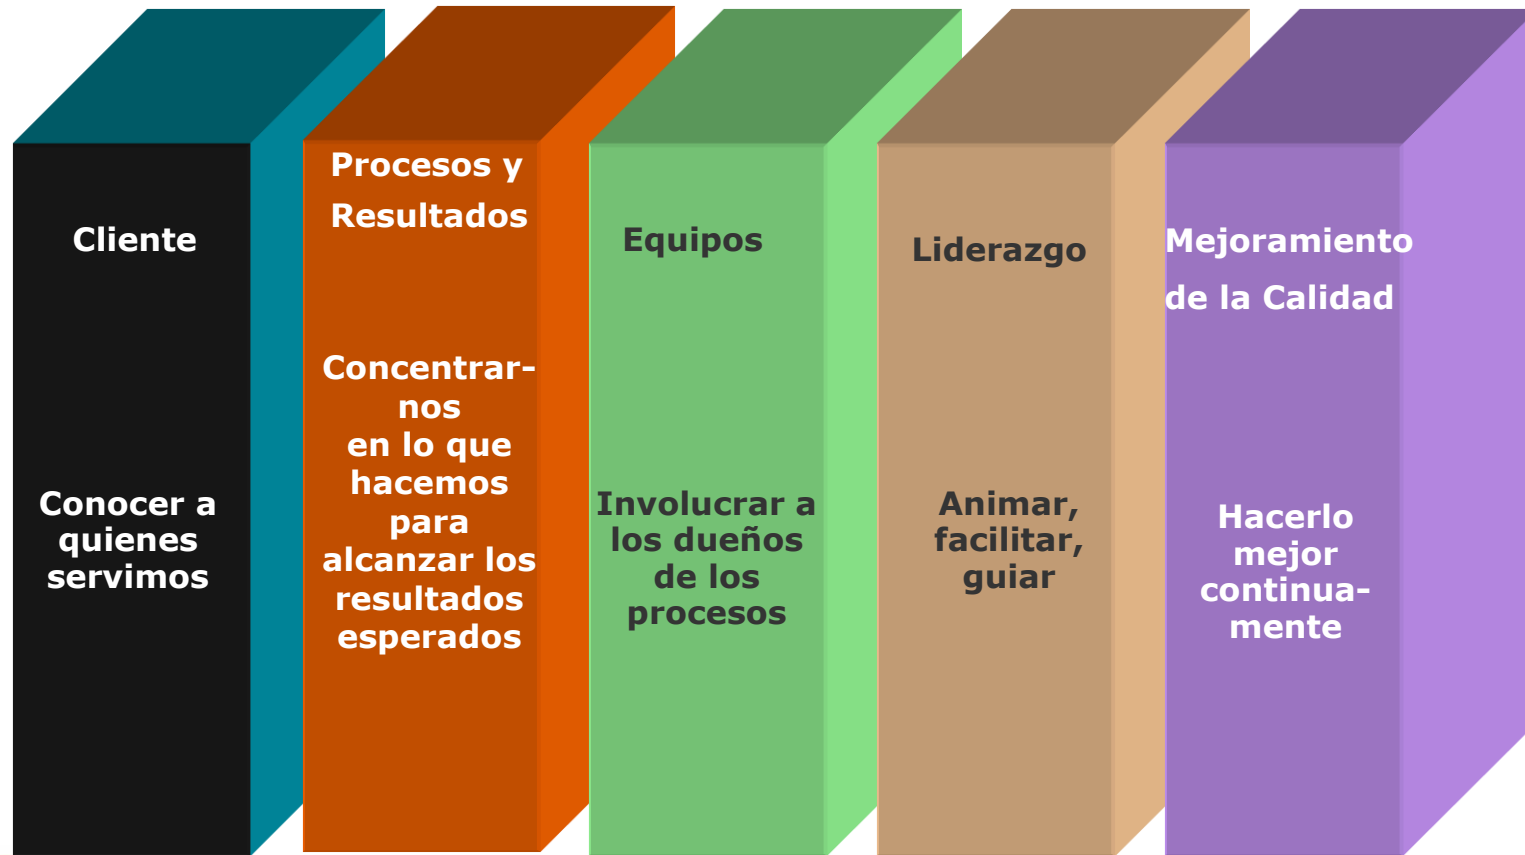 Cliente
Conocer a
quienes
servimos
Procesos y
Resultados
Concentrar-
nos
en lo que
hacemos
para
alcanzar los
resultados
esperados
Equipos
Involucrar a
los dueños
de los
procesos
Liderazgo
Animar,
facilitar,
guiar
Mejoramiento
de la Calidad
Hacerlo
mejor
continua-
mente